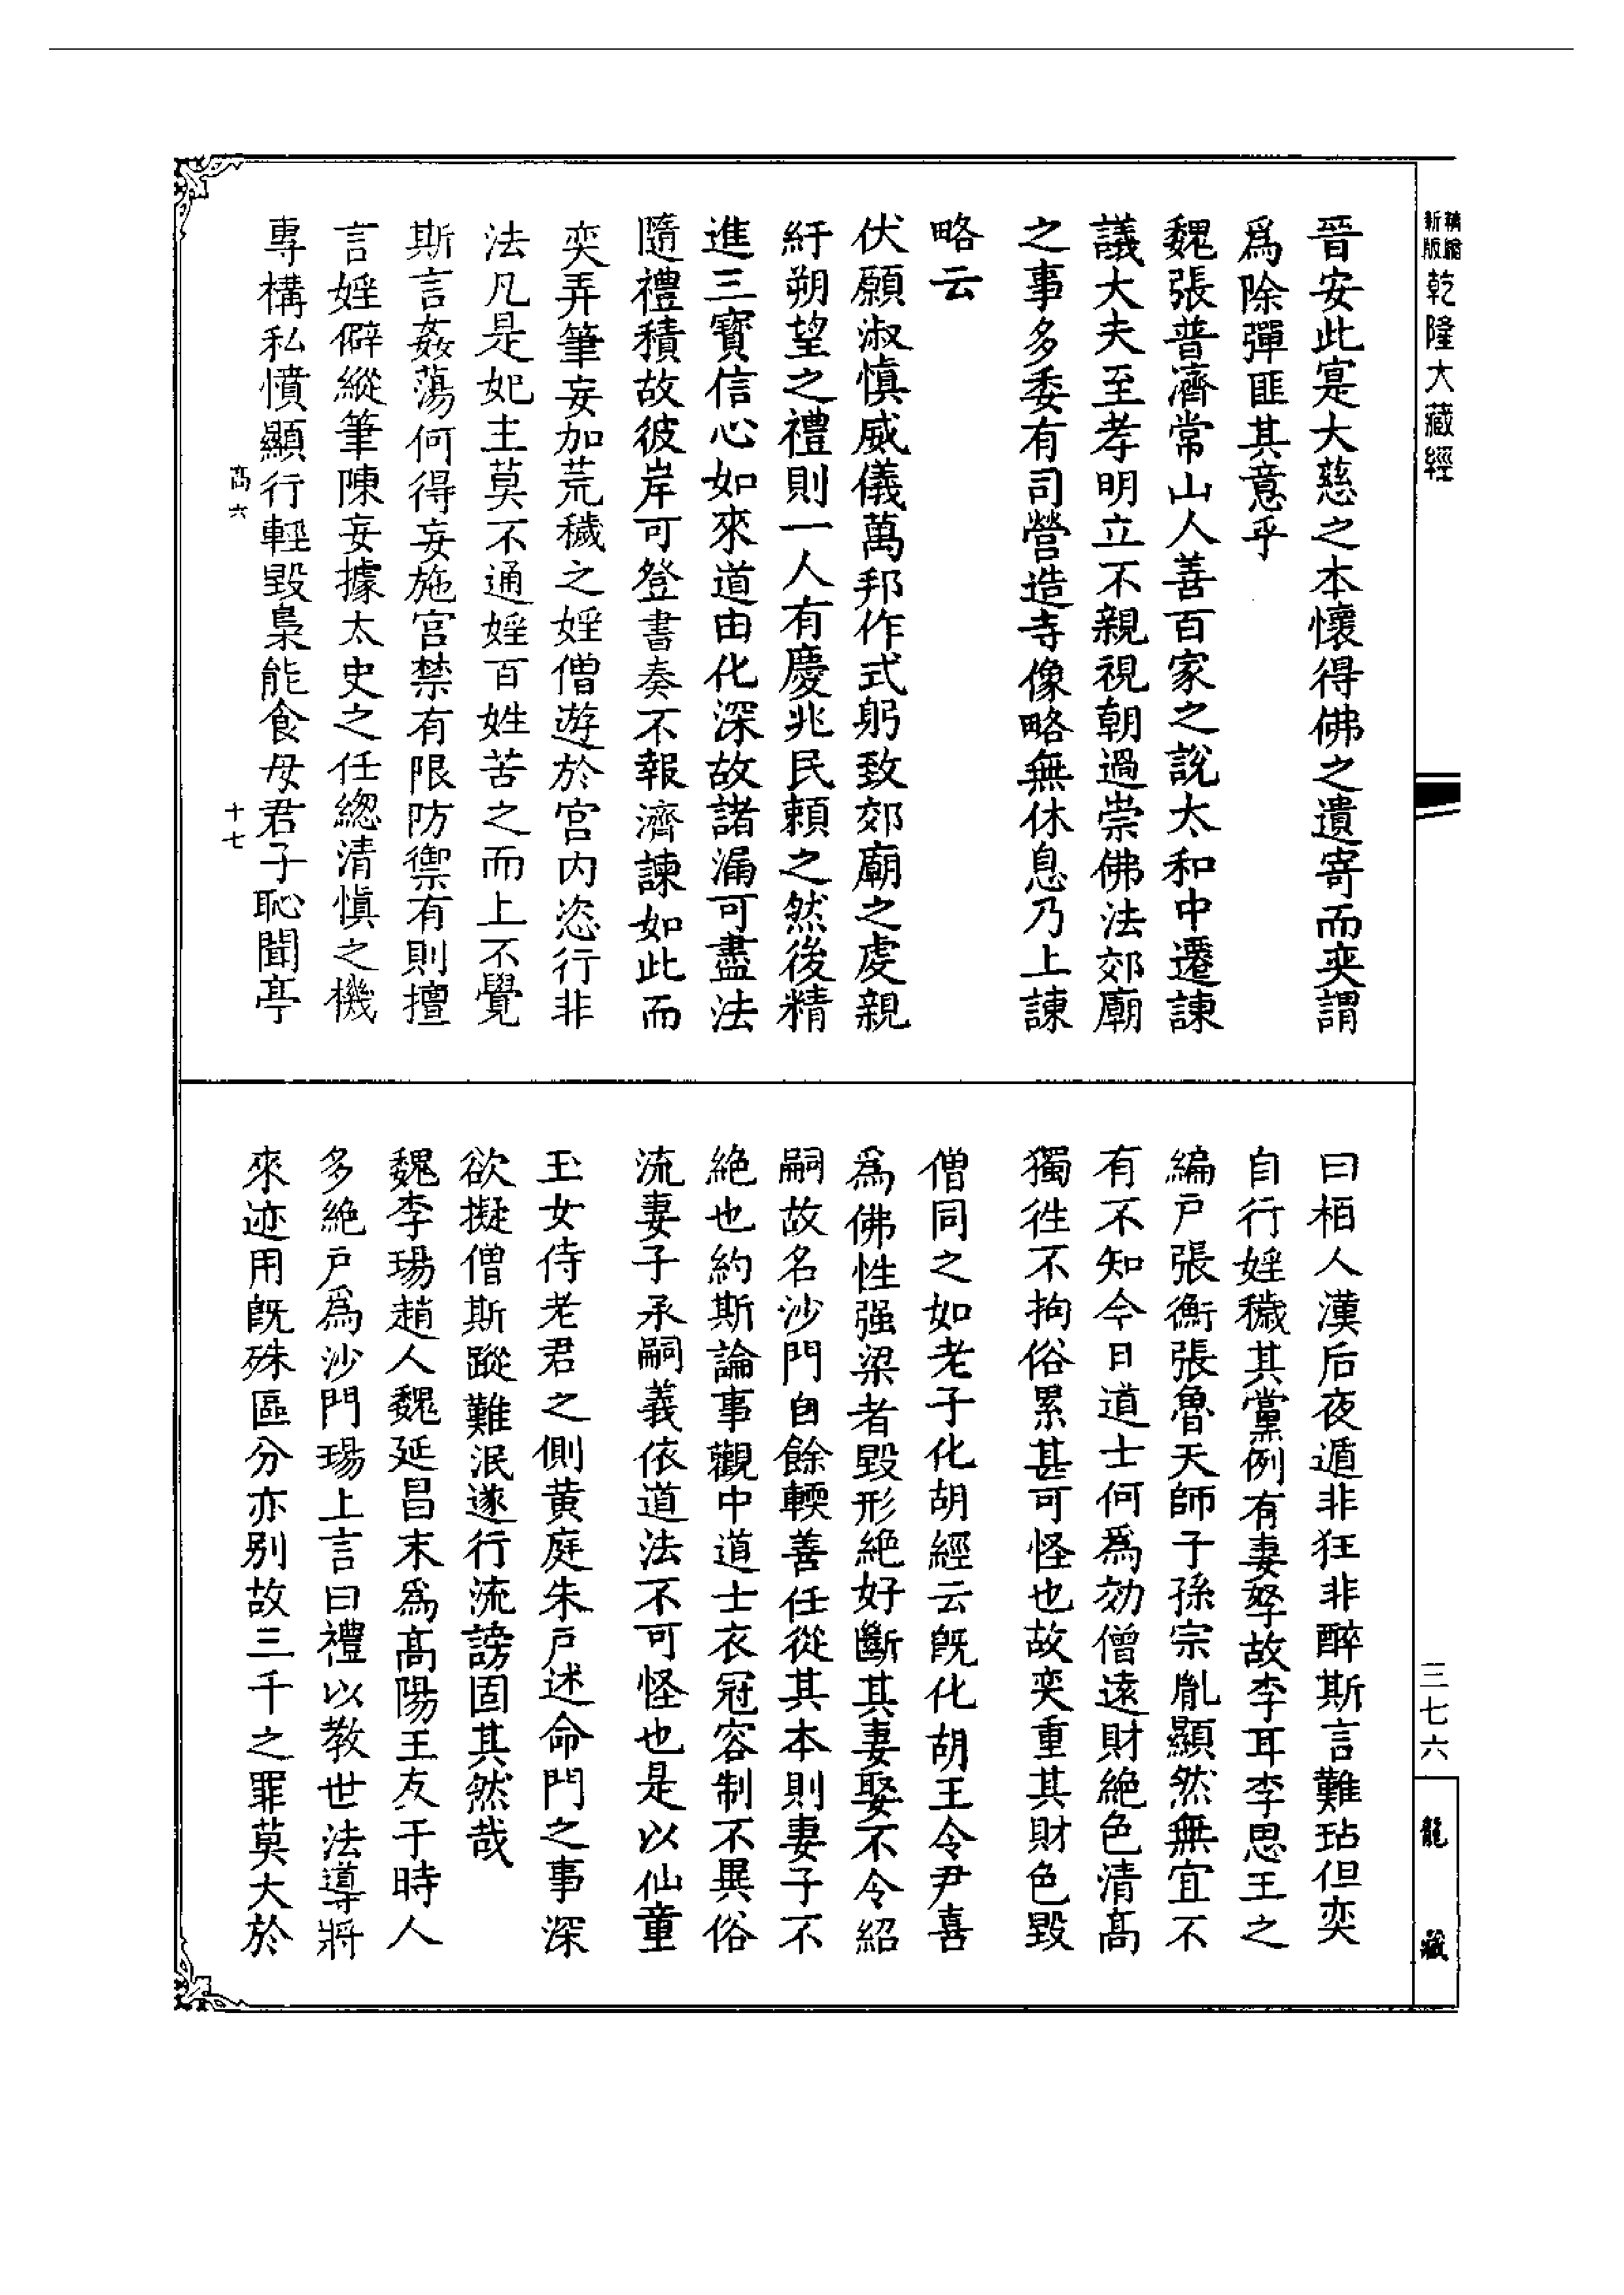 精縮新版 乾隆大藏經
晉安此寔大慈之本懷得佛之遺寄而奕謂
爲除彈匪其意乎
魏張普濟常山人善百家之說太和中遷諫
議大夫至孝明立不親視朝過崇佛法郊廟
之事多委有司營造寺像略無休息乃上諫
略云
伏願淑慎威儀萬邦作式躬致郊廟之虔親
紆朔望之禮則一人有慶兆民賴之然後精
進三寶信心如來道由化深故諸漏可盡法
隨禮積故彼岸可登書奏不報濟諫如此而
奕弄筆妄加荒穢之婬僧遊於宮内恣行非
法凡是妃主莫不通婬百姓苦之而上不覺
斯言姦蕩何得妄施宮禁有限防禦有則擅
言婬僻縱筆陳妄據太史之任緫清慎之機
專構私憤顯行輕毀梟能食母君子恥聞亭
高六 十七
曰栢人漢后夜遁非狂非醉斯言難玷但奕
自行婬穢其黨例有妻孥故李耳李思王之
編戶張衡張魯天師子孫宗胤顯然無宜不
有不知今日道士何爲効僧遠財絕色清高
獨徃不拘俗累甚可怪也故奕重其財色毀
僧同之如老子化胡經云旣化胡王令尹喜
爲佛性强梁者毀形絕好斷其妻娶不令紹
嗣故名沙門自餘輭善任從其本則妻子不
絕也約斯論事觀中道士衣冠容制不異俗
流妻子承嗣義依道法不可怪也是以仙童
玉女侍老君之側黄庭朱戶述命門之事深
欲擬僧斯蹤難泯遂行流謗固其然哉
魏李瑒趙人魏延昌末爲高陽王友于時人
多絕戶爲沙門瑒上言曰禮以教世法導將
來迹用旣殊區分亦别故三千之罪莫大於
三七六
龍藏